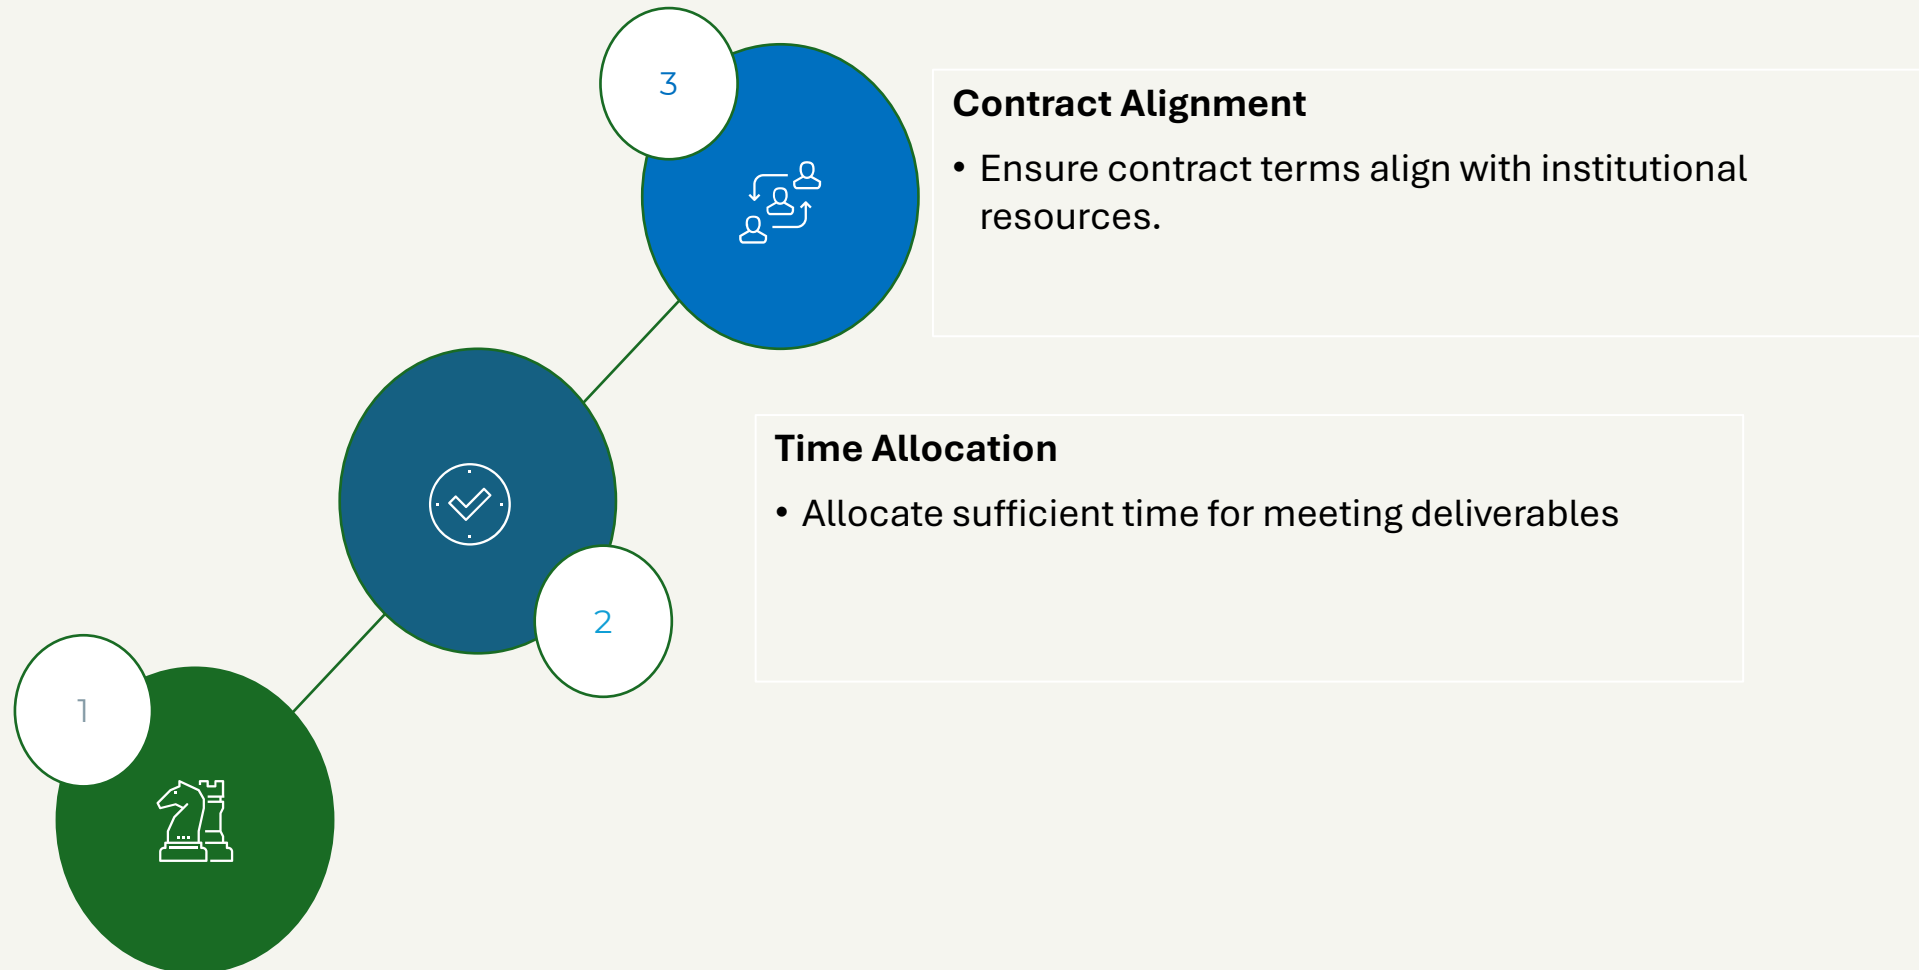 3
Contract Alignment
• Ensure contract terms align with institutional
resources.
Time Allocation
• Allocate sufficient time for meeting deliverables
2
1